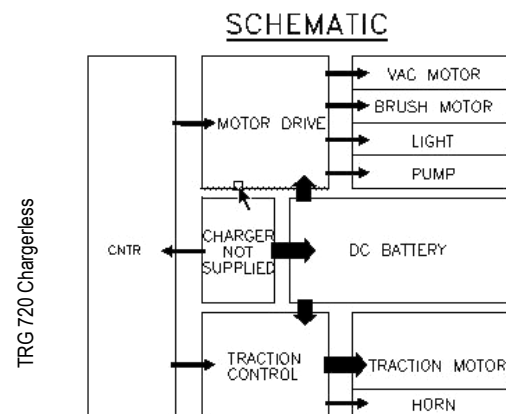 SCHEMATIC
VAC MOTOR
BRUSH MOTOR
MOTOR DRIVE
LIGHT
PUMP
CNTR
CHARGER
NOT
SUPPLIED
DC BATTERY
TRACTION
CONTROL
TRACTION MOTOR
HORN
TRG 720 Chargerless